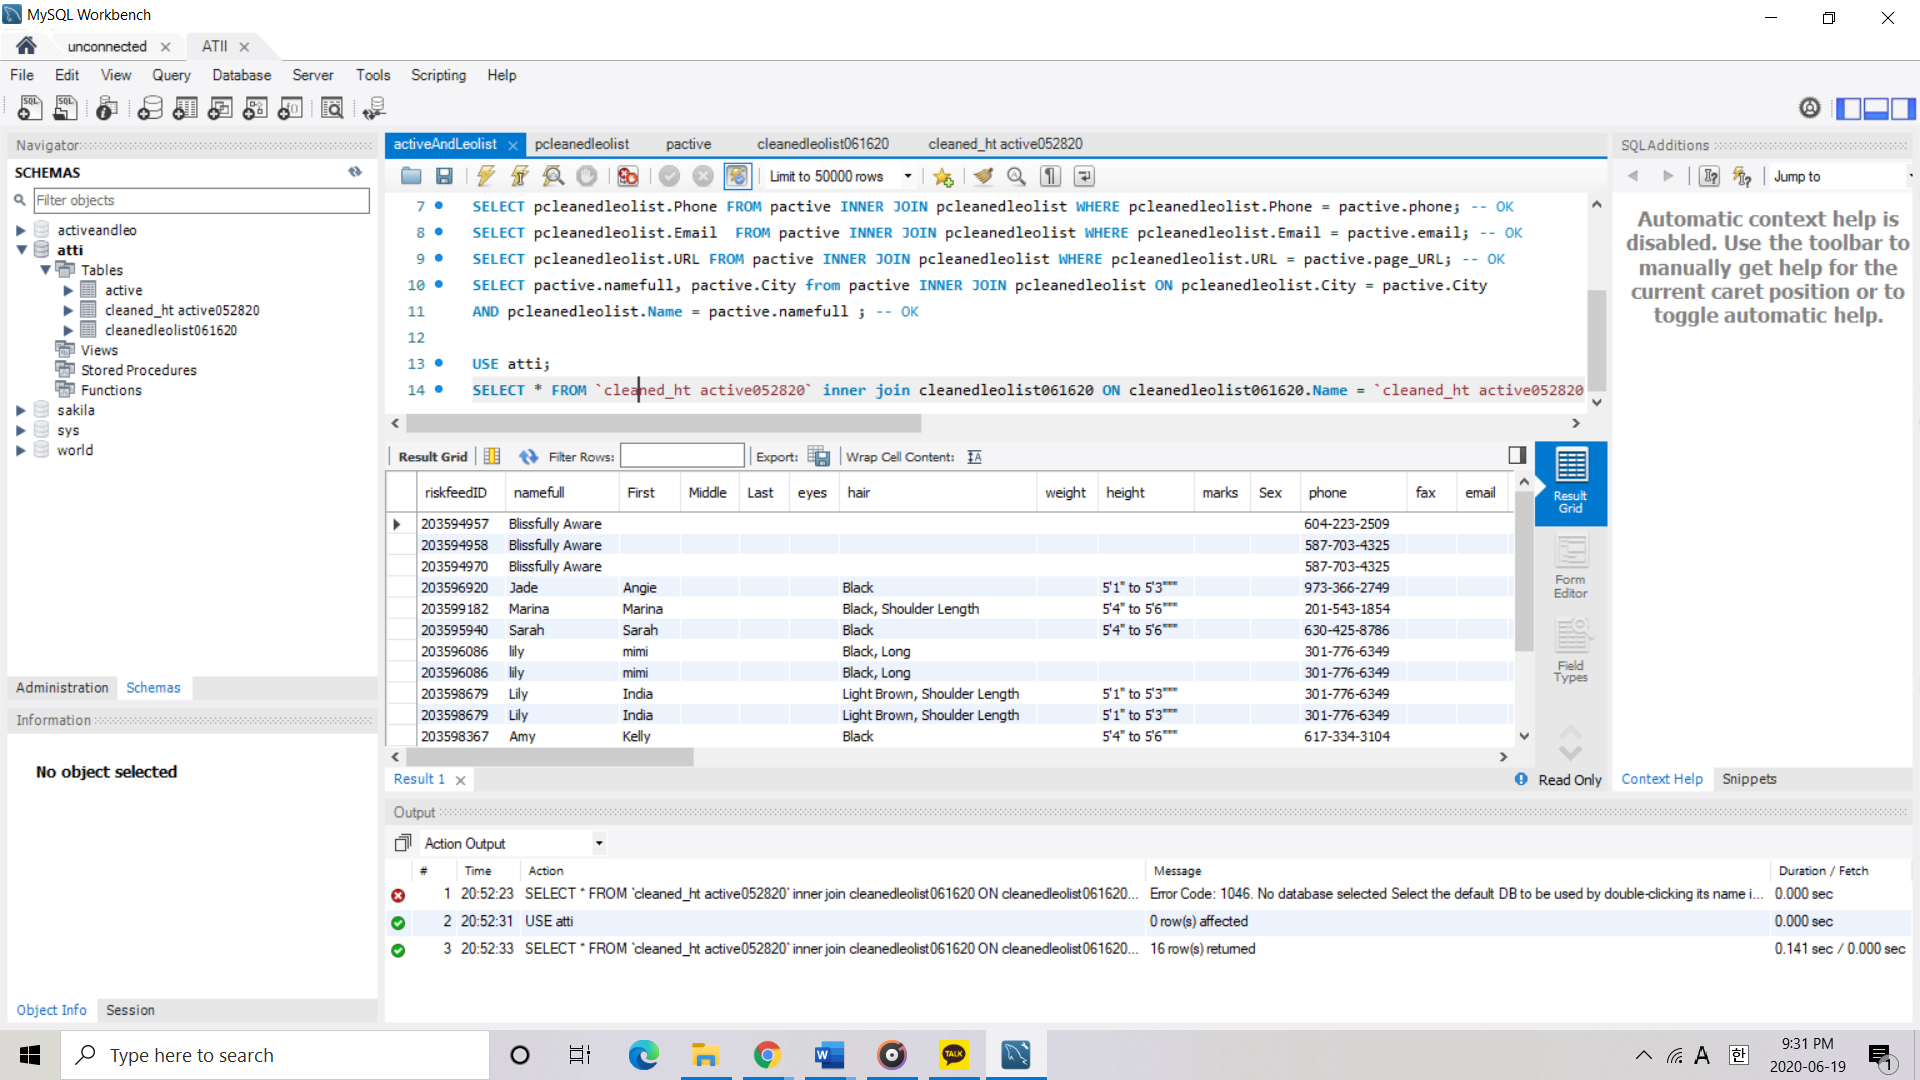 MySQL Workbench
unconnected
ATII
File Edit View Query Database Server Tools Scripting Help
Navigator
SCHEMAS
Filter objects
activeandleo
atti
Tables
active
cleaned_ht active052820
cleanedleolist061620
Views
Stored Procedures
Functions
sakila
sys
world
Administration Schemas
Information
No object selected
Object Info Session
activeAndLeolist pcleanedleolist pactive cleanedleolist061620 cleaned_ht active052820
Limit to 50000 rows
7 SELECT pcleanedleolist.Phone FROM pactive INNER JOIN pcleanedleolist WHERE pcleanedleolist.Phone = pactive.phone; -- OK
8 SELECT pcleanedleolist.Email  FROM pactive INNER JOIN pcleanedleolist WHERE pcleanedleolist.Email = pactive.email; -- OK
9 SELECT pcleanedleolist.URL FROM pactive INNER JOIN pcleanedleolist WHERE pcleanedleolist.URL = pactive.page_URL; -- OK
10 SELECT pactive.namefull, pactive.City from pactive INNER JOIN pcleanedleolist ON pcleanedleolist.City = pactive.City
11 AND pcleanedleolist.Name = pactive.namefull ; -- OK
12
13 USE atti;
14 SELECT * FROM `cleaned_ht active052820` inner join cleanedleolist061620 ON cleanedleolist061620.Name = `cleaned_ht active052820
Result Grid Filter Rows: Export: Wrap Cell Content:
riskfeedID namefull First Middle Last eyes hair weight height marks Sex phone fax email
203594957 Blissfully Aware 604-223-2509
203594958 Blissfully Aware 587-703-4325
203594970 Blissfully Aware 587-703-4325
203596920 Jade Angie Black 5'1" to 5'3""" 973-366-2749
203599182 Marina Marina Black, Shoulder Length 5'4" to 5'6""" 201-543-1854
203595940 Sarah Sarah Black 5'4" to 5'6""" 630-425-8786
203596086 lily mimi Black, Long 301-776-6349
203596086 lily mimi Black, Long 301-776-6349
203598679 Lily India Light Brown, Shoulder Length 5'1" to 5'3""" 301-776-6349
203598679 Lily India Light Brown, Shoulder Length 5'1" to 5'3""" 301-776-6349
203598367 Amy Kelly Black 5'4" to 5'6""" 617-334-3104
Result Grid
Form Editor
Field Types
Result 1
Read Only
SQLAdditions
Jump to
Automatic context help is
disabled. Use the toolbar to
manually get help for the
current caret position or to
toggle automatic help.
Context Help Snippets
Output
Action Output
# Time Action Message Duration / Fetch
1 20:52:23 SELECT * FROM `cleaned_ht active052820` inner join cleanedleolist061620 ON cleanedleolist061620... Error Code: 1046. No database selected Select the default DB to be used by double-clicking its name i... 0.000 sec
2 20:52:31 USE atti 0 row(s) affected 0.000 sec
3 20:52:33 SELECT * FROM `cleaned_ht active052820` inner join cleanedleolist061620 ON cleanedleolist061620... 16 row(s) returned 0.141 sec / 0.000 sec
Type here to search
TALK
A
한
9:31 PM
2020-06-19
1